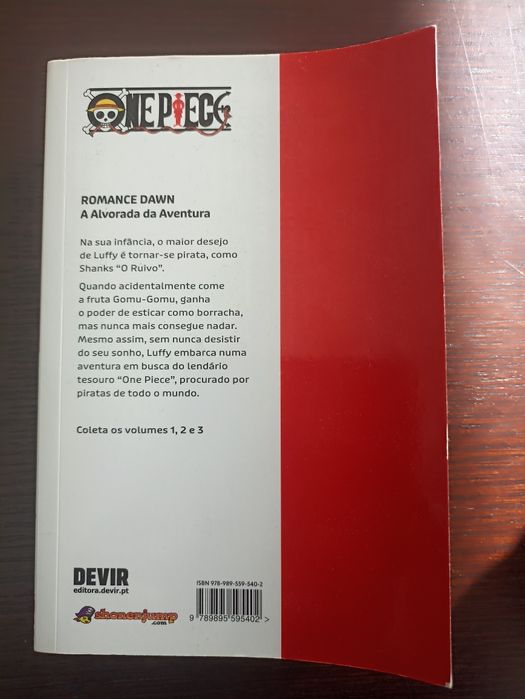 ONE PIECE
ROMANCE DAWN
A Alvorada da Aventura
Na sua infância, o maior desejo
de Luffy é tornar-se pirata, como
Shanks “O Ruivo”.
Quando acidentalmente come
a fruta Gomu-Gomu, ganha
o poder de esticar como borracha,
mas nunca mais consegue nadar.
Mesmo assim, sem nunca desistir
do seu sonho, Luffy embarca numa
aventura em busca do lendário
tesouro “One Piece”, procurado por
piratas de todo o mundo.
Coleta os volumes 1, 2 e 3
DEVIR
editora.devir.pt
shonenjump
.com
ISBN 978-989-559-540-2
9 789895 595402 >